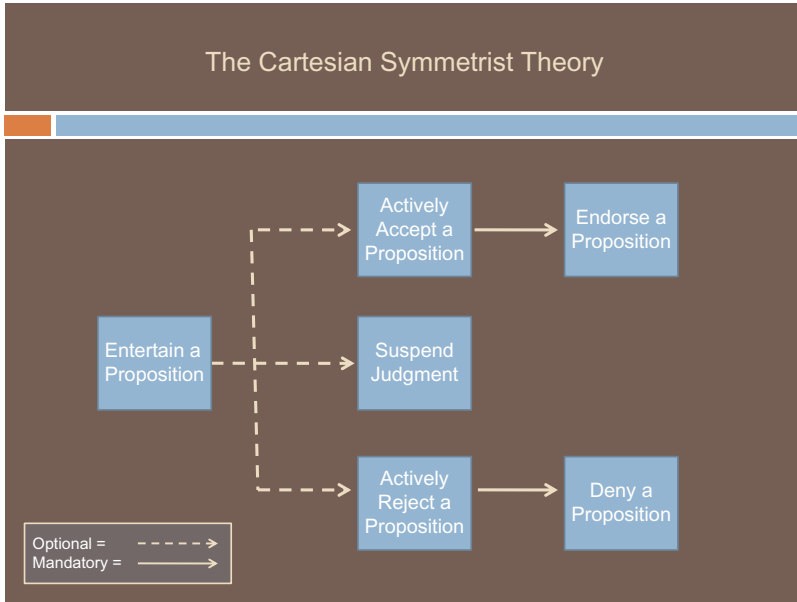 The Cartesian Symmetrist Theory
Actively
Accept a
Proposition
Endorse a
Proposition
Entertain a
Proposition
Suspend
Judgment
Actively
Reject a
Proposition
Deny a
Proposition
Optional =
Mandatory =